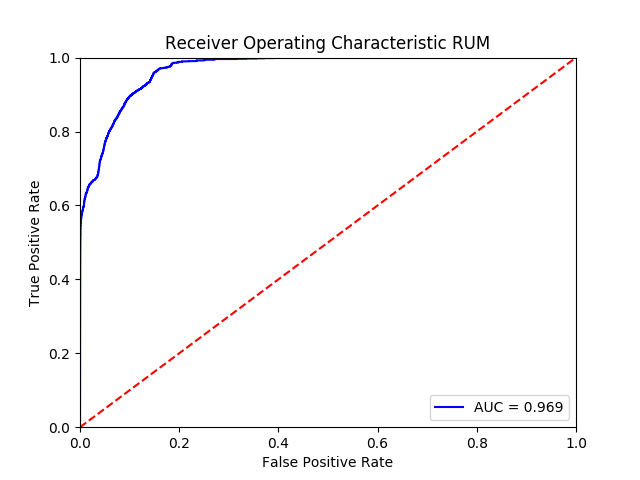 Receiver Operating Characteristic RUM
1.0
0.8
0.6
0.4
0.2
0.0
True Positive Rate
AUC = 0.969
0.0 0.2 0.4 0.6 0.8 1.0
False Positive Rate